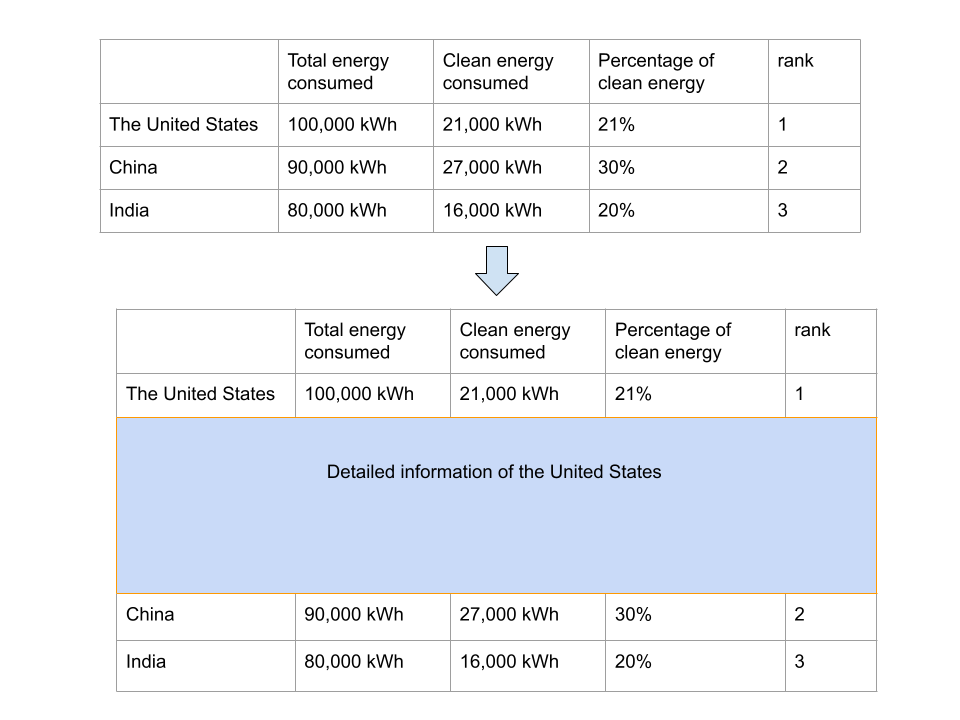 Total energy consumed Clean energy consumed Percentage of clean energy rank
The United States 100,000 kWh 21,000 kWh 21% 1
China 90,000 kWh 27,000 kWh 30% 2
India 80,000 kWh 16,000 kWh 20% 3
Total energy consumed Clean energy consumed Percentage of clean energy rank
The United States 100,000 kWh 21,000 kWh 21% 1
Detailed information of the United States
China 90,000 kWh 27,000 kWh 30% 2
India 80,000 kWh 16,000 kWh 20% 3